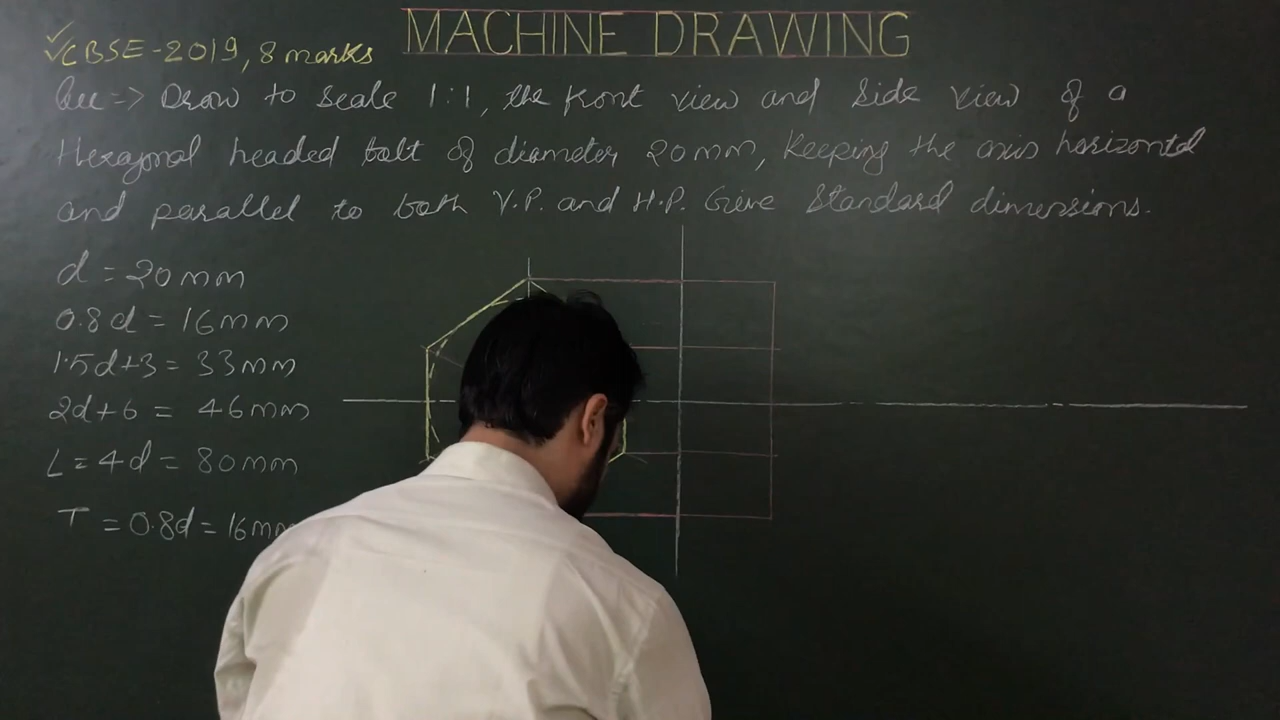 MACHINE DRAWING
CBSE-2019, 8 marks
Que => Draw to Scale 1:1, the front view and Side view of a
Hexagonal headed bolt of diameter 20mm, Keeping the axis horizontal
and parallel to both V.P. and H.P. Give Standard dimensions.
d = 20mm
0.8d = 16mm
1.5d+3 = 33mm
2d+6 = 46mm
L = 4d = 80mm
T = 0.8d = 16mm